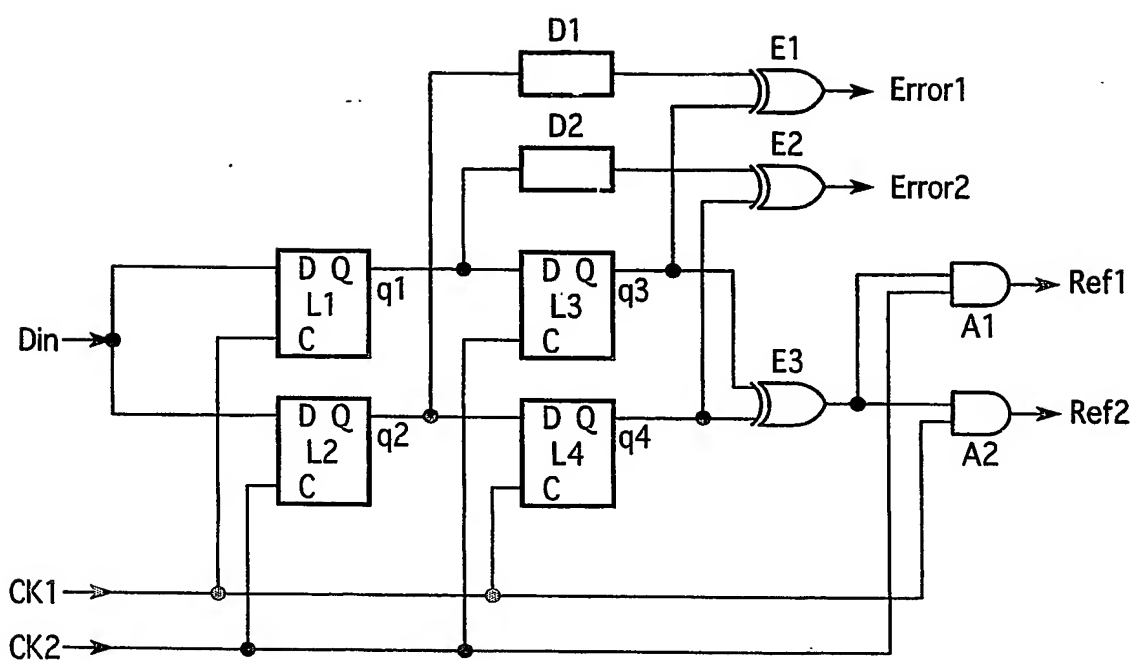 D1
E1
Error1
D2
E2
Error2
D Q
q1
L1
C
D Q
q3
L3
C
Din
Ref1
A1
E3
D Q
q2
L2
C
D Q
q4
L4
C
Ref2
A2
CK1
CK2